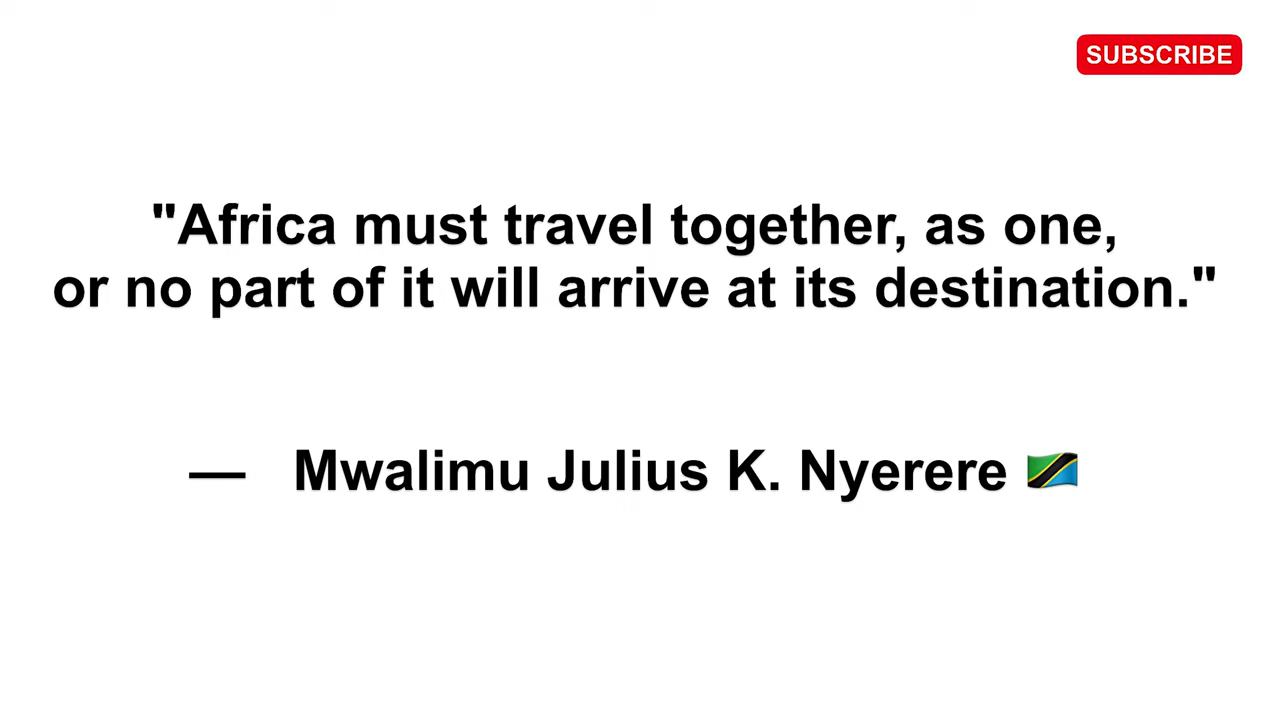 SUBSCRIBE
"Africa must travel together, as one,
or no part of it will arrive at its destination."
— Mwalimu Julius K. Nyerere 🇹🇿